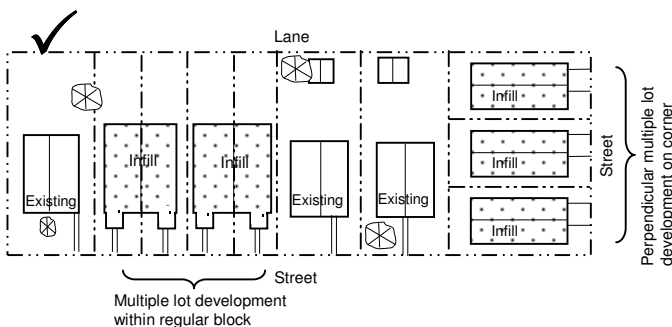 Lane
Infill
Infill
Infill
Existing
Infill
Infill
Existing
Existing
Infill
Street
Perpendicular multiple lot
development on corner
Street
Multiple lot development
within regular block